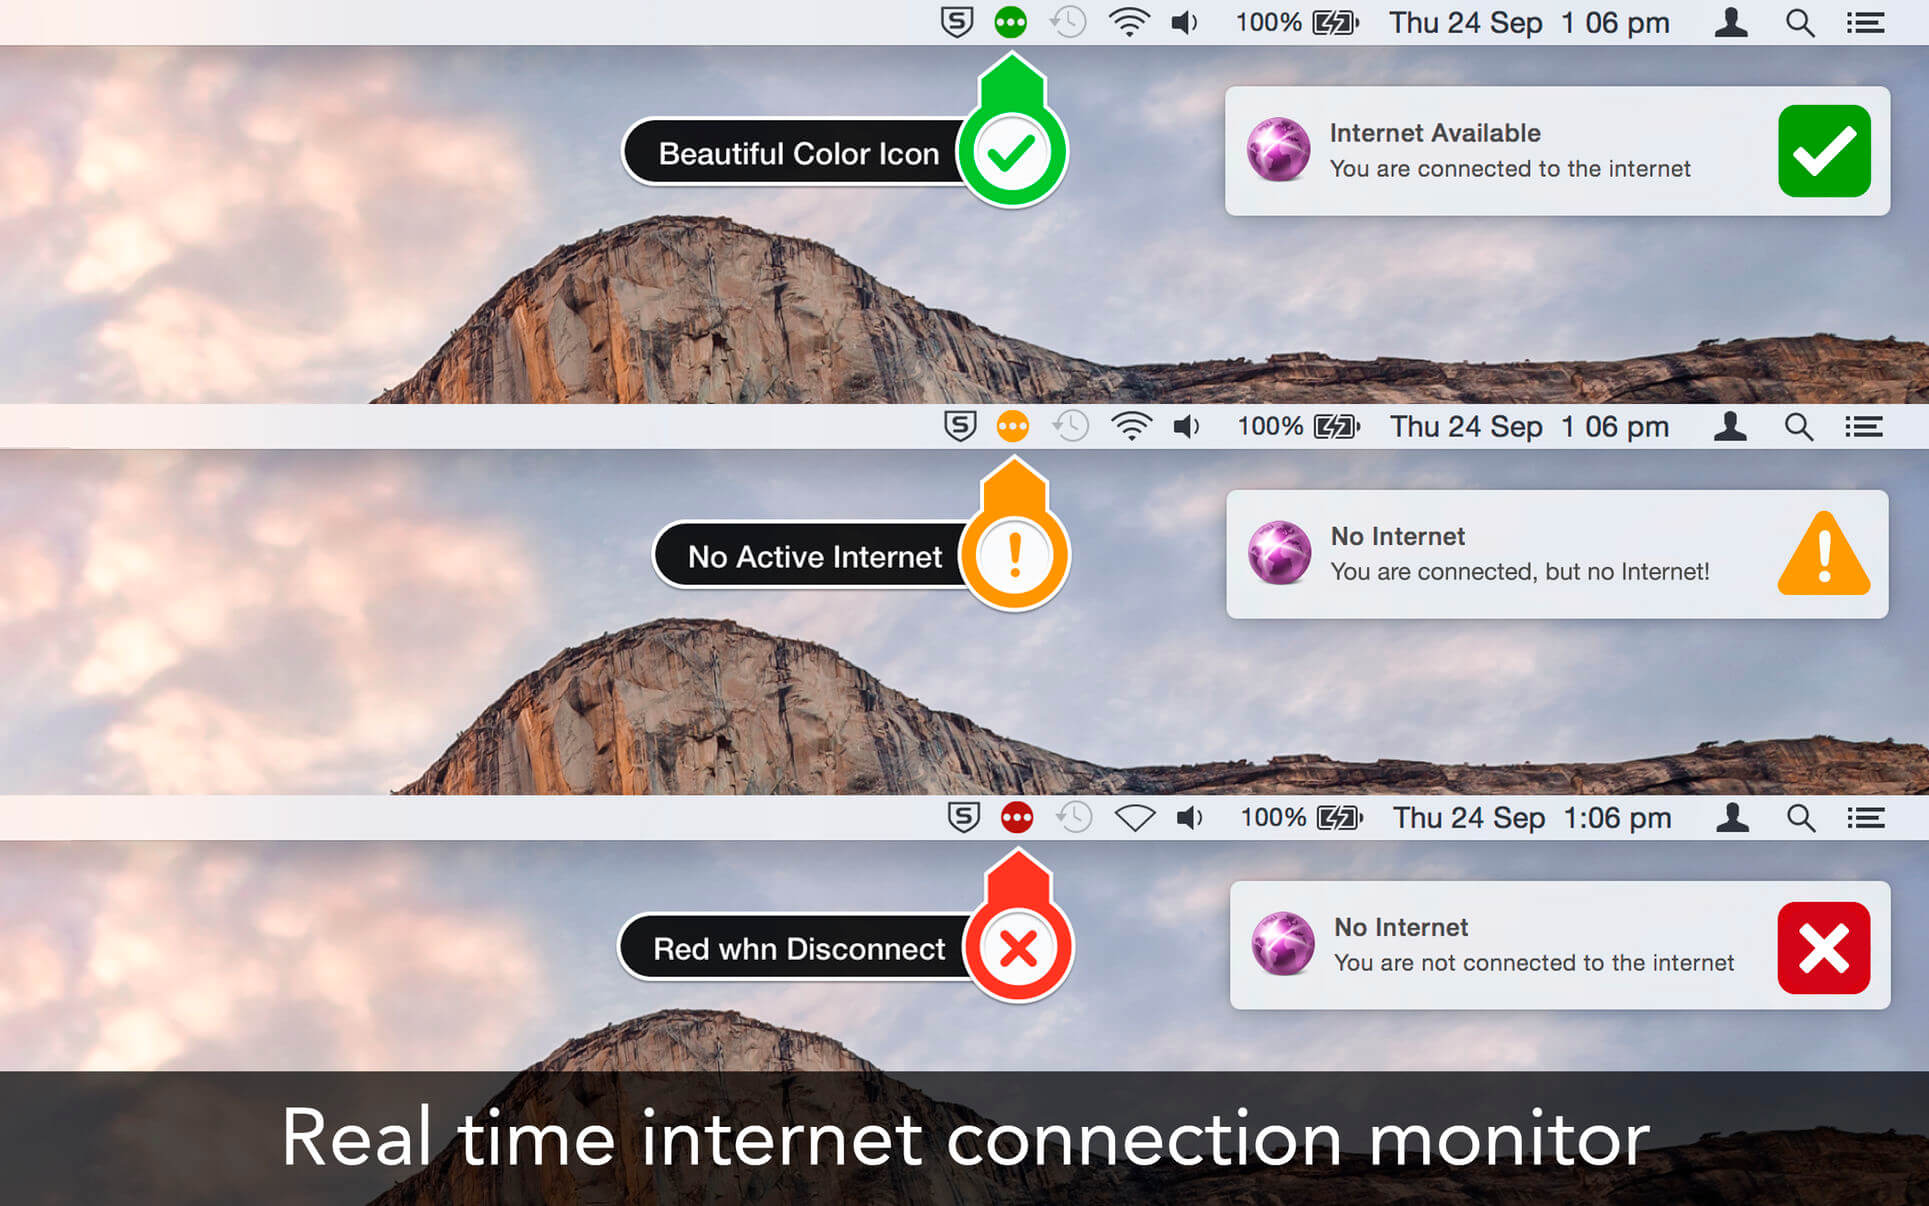 S 100% Thu 24 Sep 1 06 pm
Internet Available
Beautiful Color Icon
You are connected to the internet
S 100% Thu 24 Sep 1 06 pm
No Internet
No Active Internet
You are connected, but no Internet!
S 100% Thu 24 Sep 1:06 pm
No Internet
Red whn Disconnect
You are not connected to the internet
Real time internet connection monitor